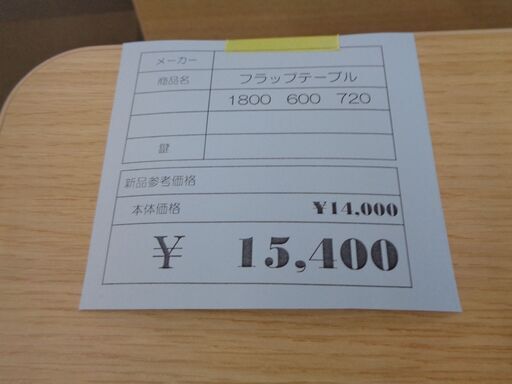 メーカー
商品名 フラップテーブル
1800 600 720
鍵
新品参考価格
本体価格 ¥14,000
¥ 15,400